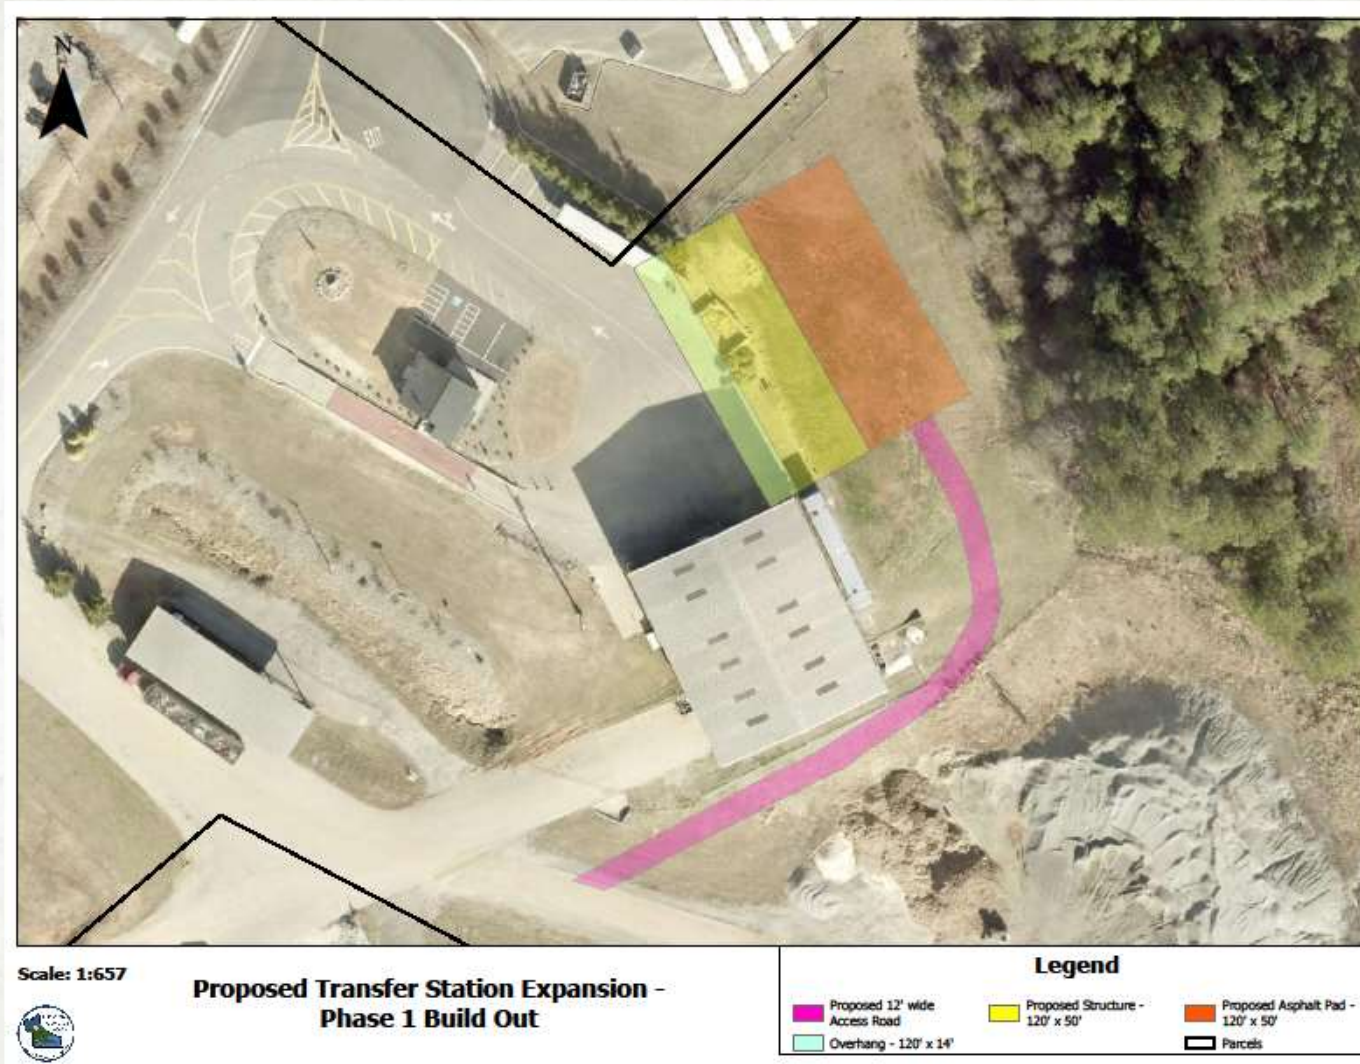 N
EXIT
Scale: 1:657
Proposed Transfer Station Expansion -
Phase 1 Build Out
Legend
Proposed 12' wide
Access Road
Proposed Structure -
120' x 50'
Proposed Asphalt Pad -
120' x 50'
Overhang - 120' x 14'
Parcels